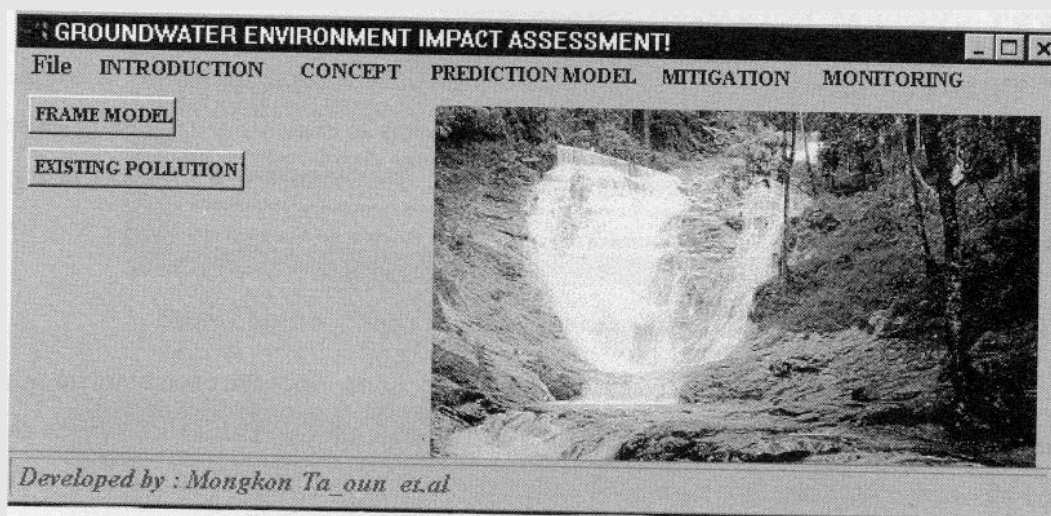 GROUNDWATER ENVIRONMENT IMPACT ASSESSMENT!
File INTRODUCTION CONCEPT PREDICTION MODEL MITIGATION MONITORING
FRAME MODEL
EXISTING POLLUTION
Developed by : Mongkon Ta_oun et.al